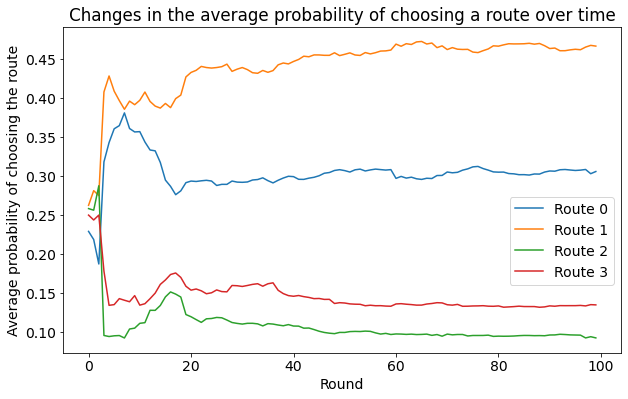 Changes in the average probability of choosing a route over time
Average probability of choosing the route
0.45
0.40
0.35
0.30
0.25
0.20
0.15
0.10
Route 0
Route 1
Route 2
Route 3
0 20 40 60 80 100
Round